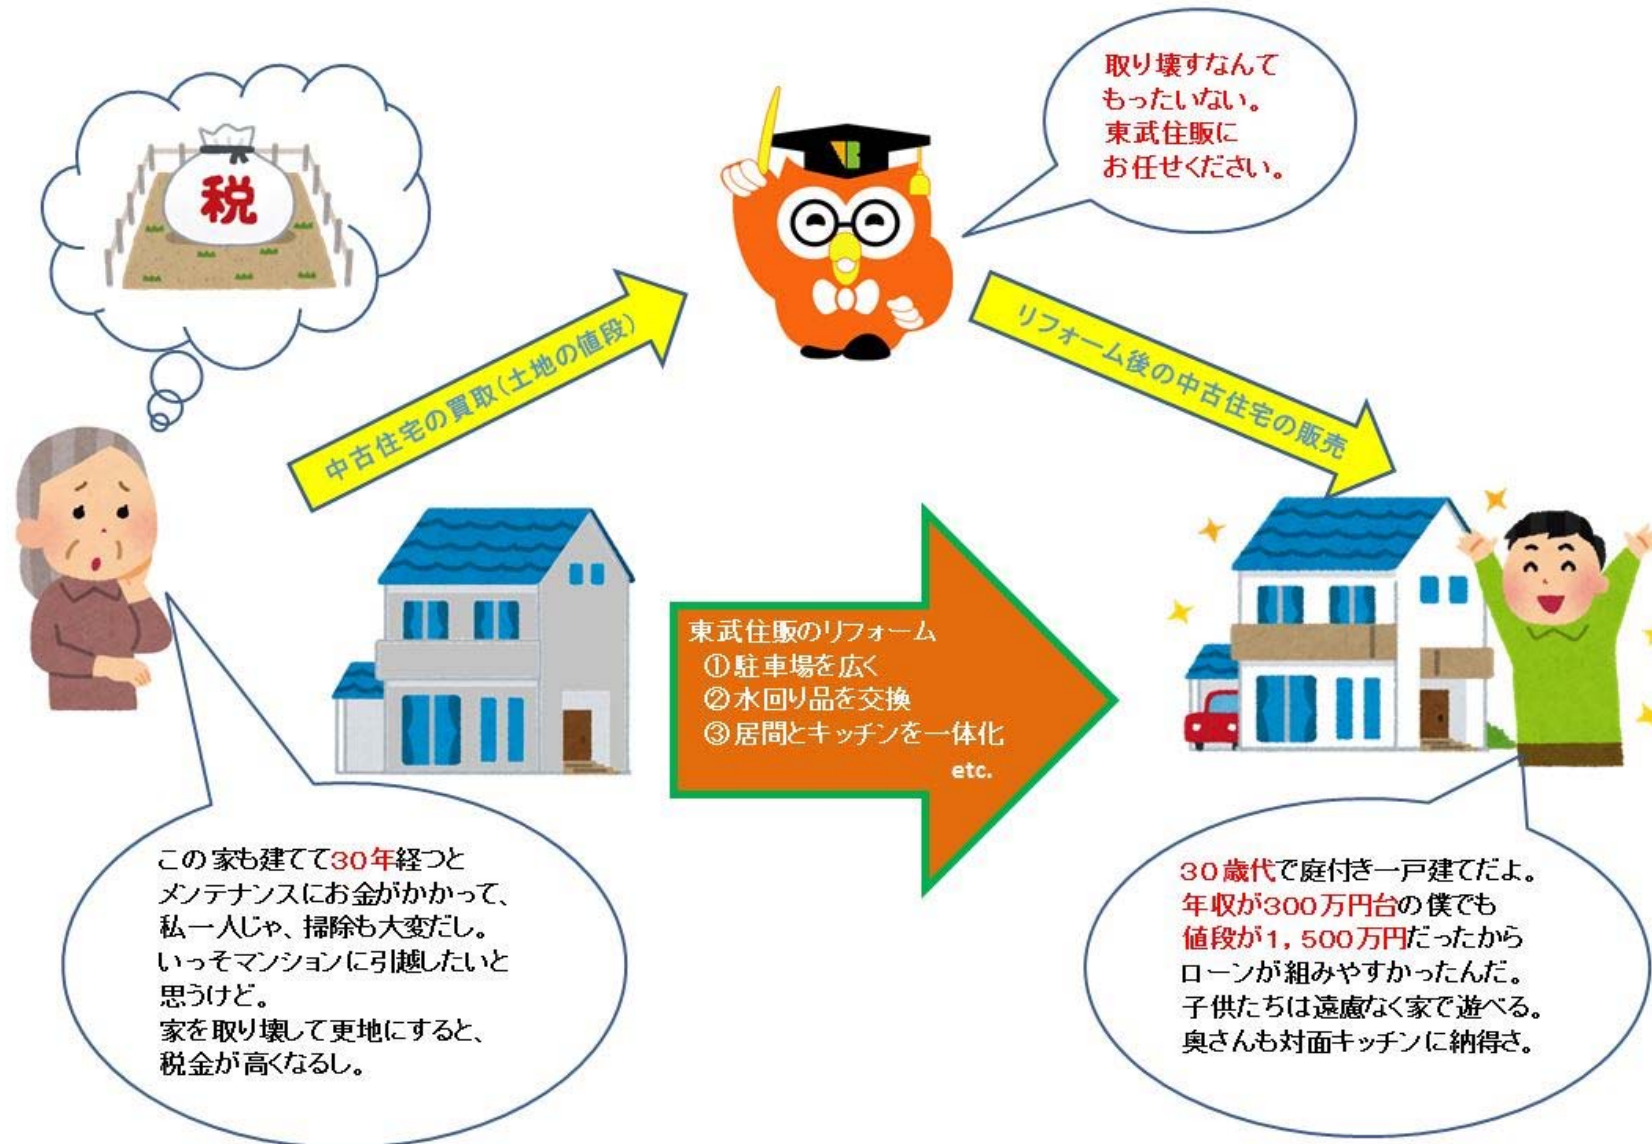 取り壊すなんて
もったいない。
東武住販に
お任せください。
税
中古住宅の買取(土地の値段)
リフォーム後の中古住宅の販売
東武住販のリフォーム
①駐車場を広く
②水回り品を交換
③居間とキッチンを一体化
etc.
この家も建てて30年経つと
メンテナンスにお金がかかって、
私一人じゃ、掃除も大変だし。
いっそマンションに引越したいと
思うけど。
家を取り壊して更地にすると、
税金が高くなるし。
30歳代で庭付き一戸建てだよ。
年収が300万円台の僕でも
値段が1,500万円だったから
ローンが組みやすかったんだ。
子供たちは遠慮なく家で遊べる。
奥さんも対面キッチンに納得さ。